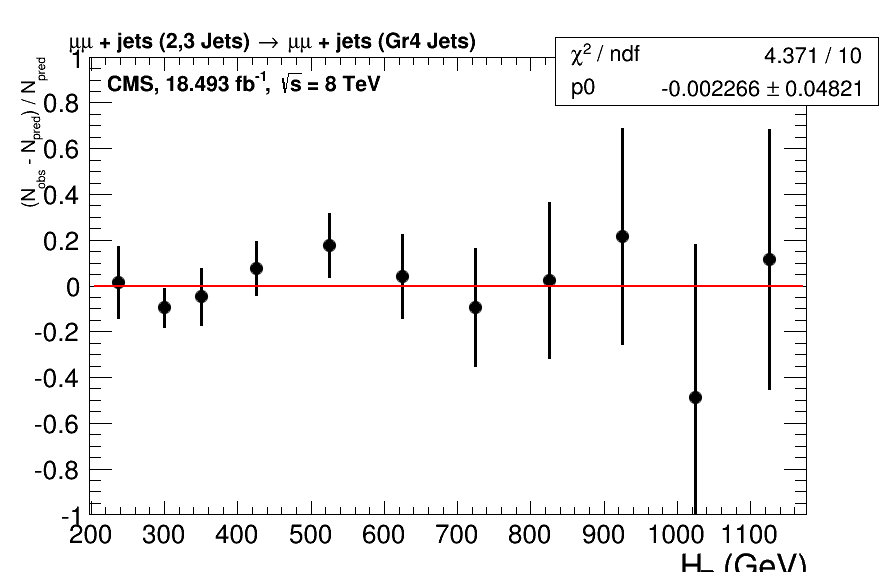 μμ + jets (2,3 Jets) → μμ + jets (Gr4 Jets)
χ² / ndf 4.371 / 10
p0 -0.002266 ± 0.04821
CMS, 18.493 fb⁻¹, √s = 8 TeV
(N_obs - N_pred) / N_pred
1
0.8
0.6
0.4
0.2
0
-0.2
-0.4
-0.6
-0.8
-1
200 300 400 500 600 700 800 900 1000 1100
(GeV)